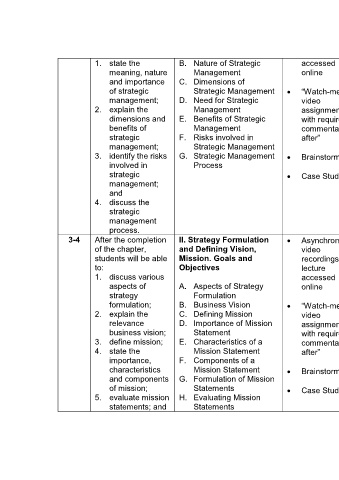 1. state the
meaning, nature
and importance
of strategic
management;
2. explain the
dimensions and
benefits of
strategic
management;
3. identify the risks
involved in
strategic
management;
and
4. discuss the
strategic
management
process.
B. Nature of Strategic
Management
C. Dimensions of
Strategic Management
D. Need for Strategic
Management
E. Benefits of Strategic
Management
F. Risks involved in
Strategic Management
G. Strategic Management
Process
accessed
online
• "Watch-me
video
assignmen
with requir
commenta
after"
• Brainstorm
• Case Stud
3-4
After the completion
of the chapter,
students will be able
to:
1. discuss various
aspects of
strategy
formulation;
2. explain the
relevance
business vision;
3. define mission;
4. state the
importance,
characteristics
and components
of mission;
5. evaluate mission
statements; and
II. Strategy Formulation
and Defining Vision,
Mission. Goals and
Objectives
A. Aspects of Strategy
Formulation
B. Business Vision
C. Defining Mission
D. Importance of Mission
Statement
E. Characteristics of a
Mission Statement
F. Components of a
Mission Statement
G. Formulation of Mission
Statements
H. Evaluating Mission
Statements
• Asynchron
video
recordings
lecture
accessed
online
• "Watch-me
video
assignmen
with requir
commenta
after"
• Brainstorm
• Case Stud